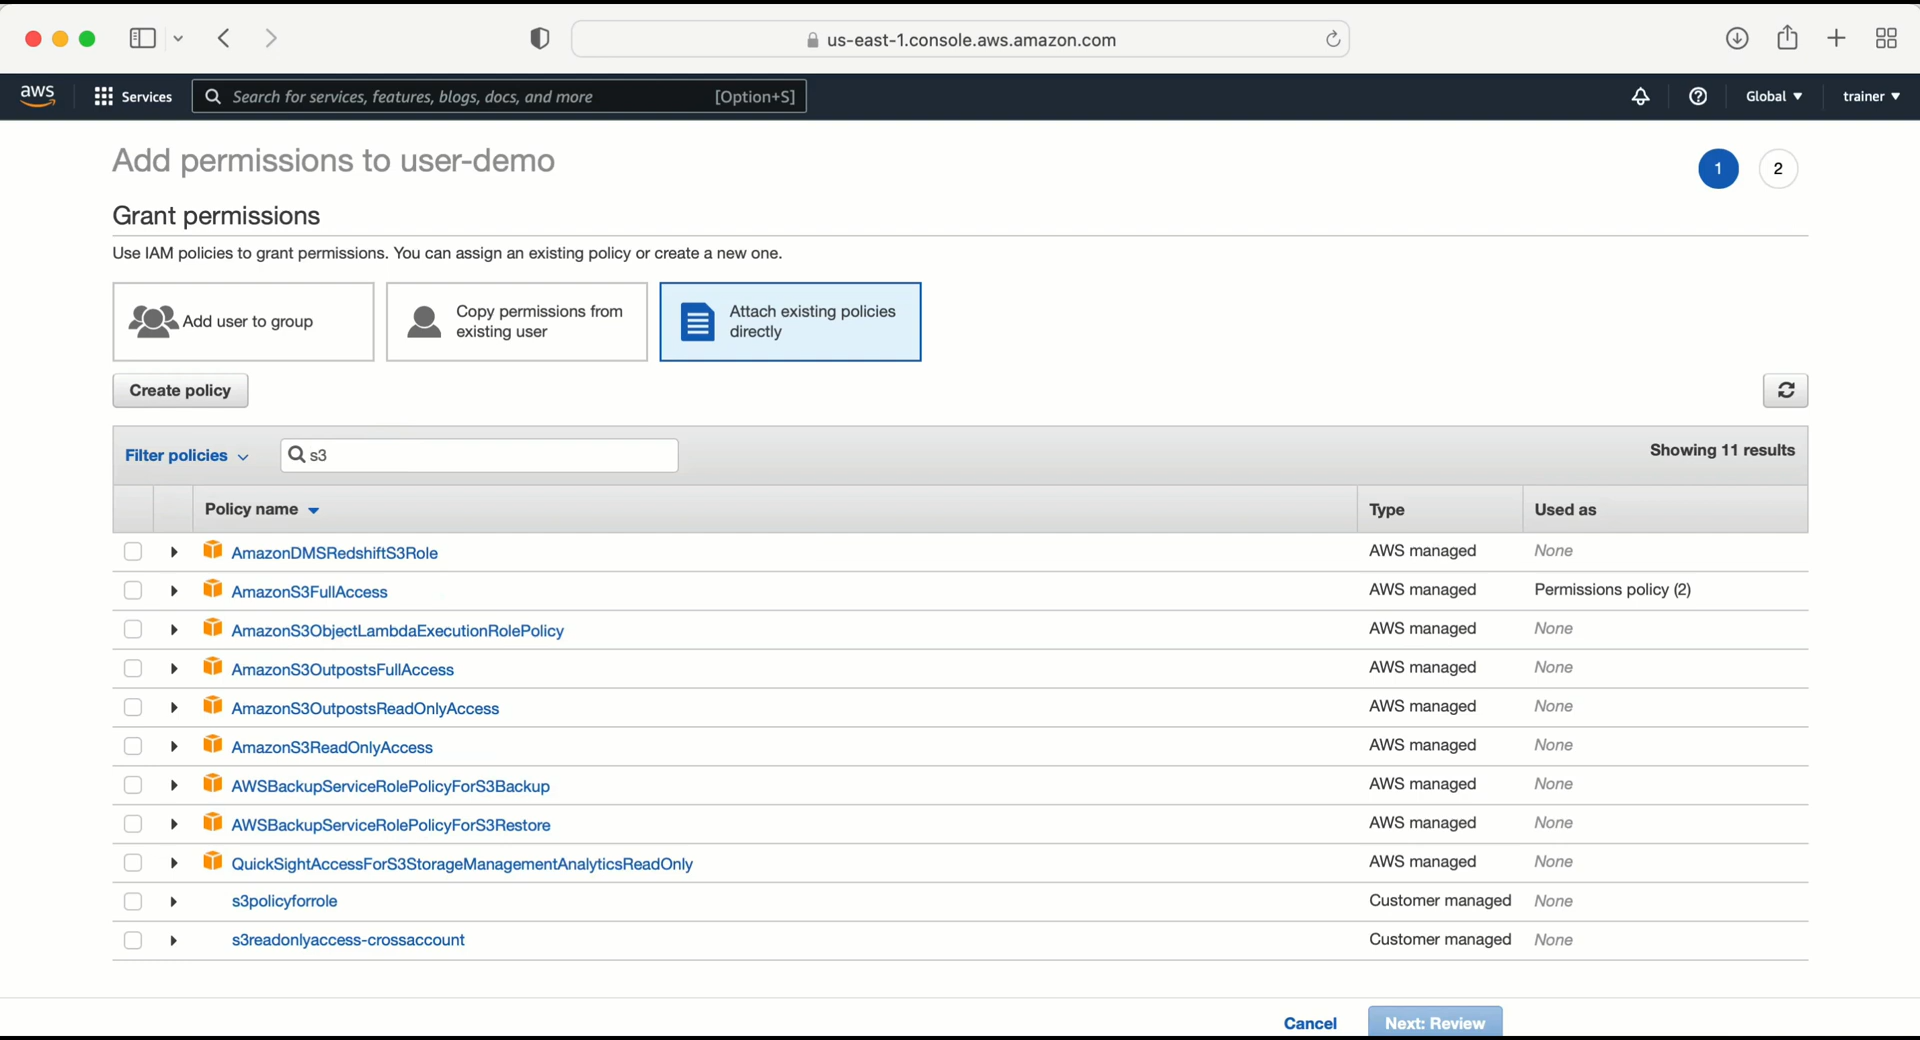 us-east-1.console.aws.amazon.com
aws
Services
Search for services, features, blogs, docs, and more
[Option+S]
Global
trainer
Add permissions to user-demo
1
2
Grant permissions
Use IAM policies to grant permissions. You can assign an existing policy or create a new one.
Add user to group
Copy permissions from
existing user
Attach existing policies
directly
Create policy
Filter policies
s3
Showing 11 results
Policy name
Type
Used as
AmazonDMSRedshiftS3Role
AWS managed
None
AmazonS3FullAccess
AWS managed
Permissions policy (2)
AmazonS3ObjectLambdaExecutionRolePolicy
AWS managed
None
AmazonS3OutpostsFullAccess
AWS managed
None
AmazonS3OutpostsReadOnlyAccess
AWS managed
None
AmazonS3ReadOnlyAccess
AWS managed
None
AWSBackupServiceRolePolicyForS3Backup
AWS managed
None
AWSBackupServiceRolePolicyForS3Restore
AWS managed
None
QuickSightAccessForS3StorageManagementAnalyticsReadOnly
AWS managed
None
s3policyforrole
Customer managed
None
s3readonlyaccess-crossaccount
Customer managed
None
Cancel
Next: Review